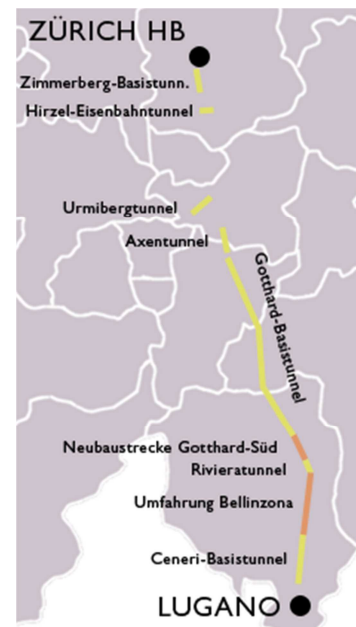 ZÜRICH HB
Zimmerberg-Basistunn.
Hirzel-Eisenbahntunnel
Urmibergtunnel
Axentunnel
Gotthard-Basistunnel
Neubaustrecke Gotthard-Süd
Rivieratunnel
Umfahrung Bellinzona
Ceneri-Basistunnel
LUGANO